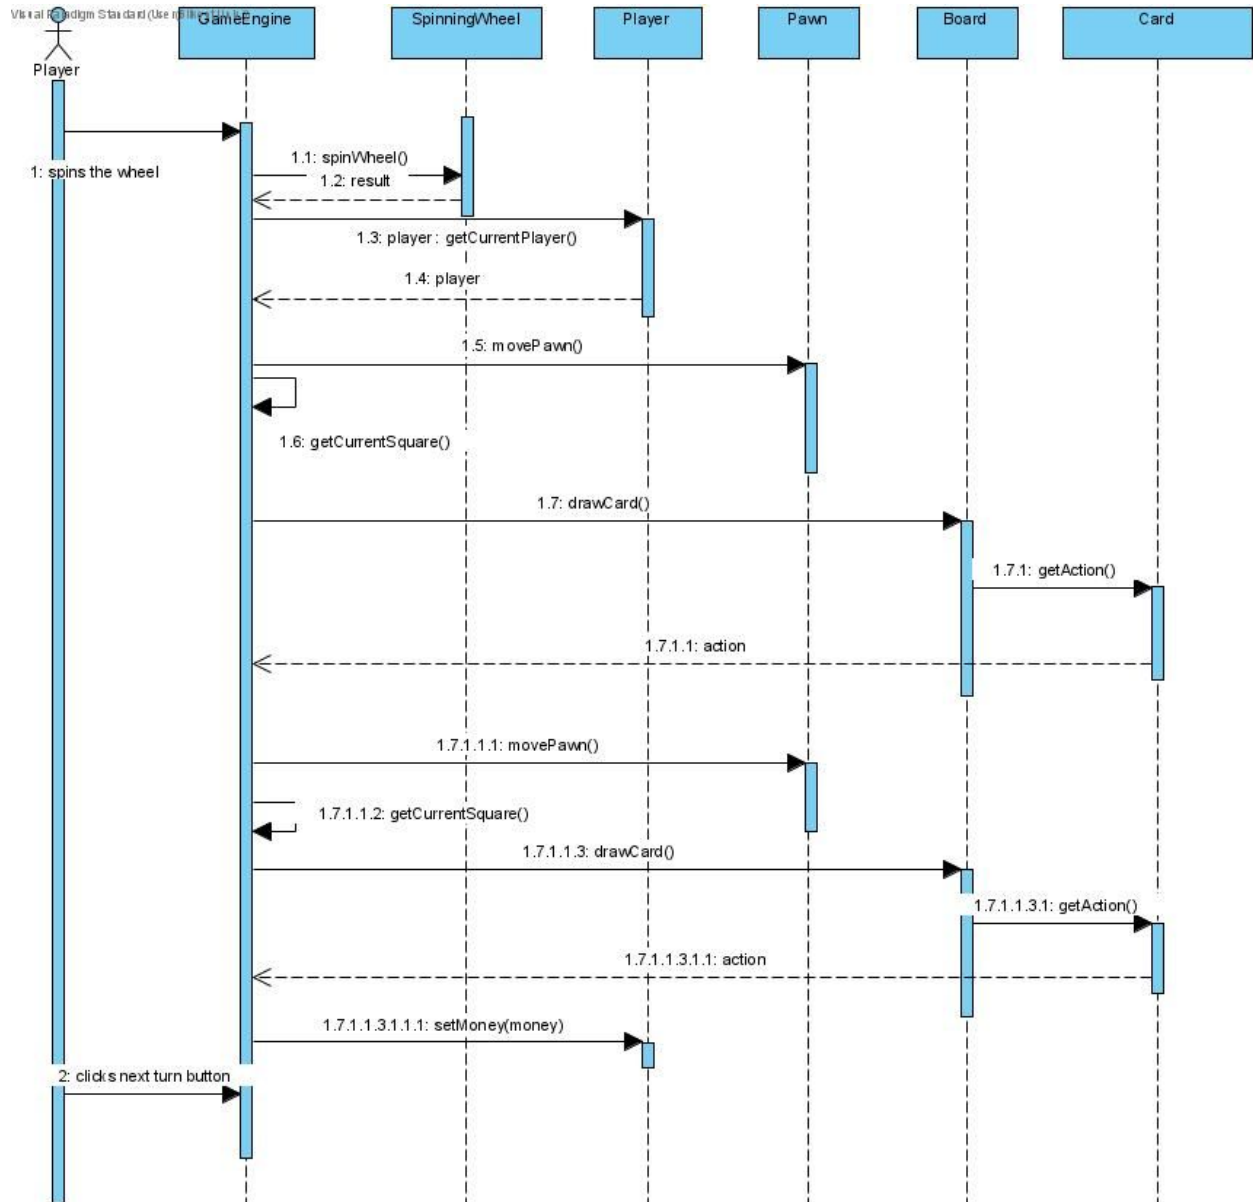 Visual Paradigm Standard
GameEngine
SpinningWheel
Player
Pawn
Board
Card
Player
1: spins the wheel
1.1: spinWheel()
1.2: result
1.3: player : getCurrentPlayer()
1.4: player
1.5: movePawn()
1.6: getCurrentSquare()
1.7: drawCard()
1.7.1: getAction()
1.7.1.1: action
1.7.1.1.1: movePawn()
1.7.1.1.2: getCurrentSquare()
1.7.1.1.3: drawCard()
1.7.1.1.3.1: getAction()
1.7.1.1.3.1.1: action
1.7.1.1.3.1.1.1: setMoney(money)
2: clicks next turn button